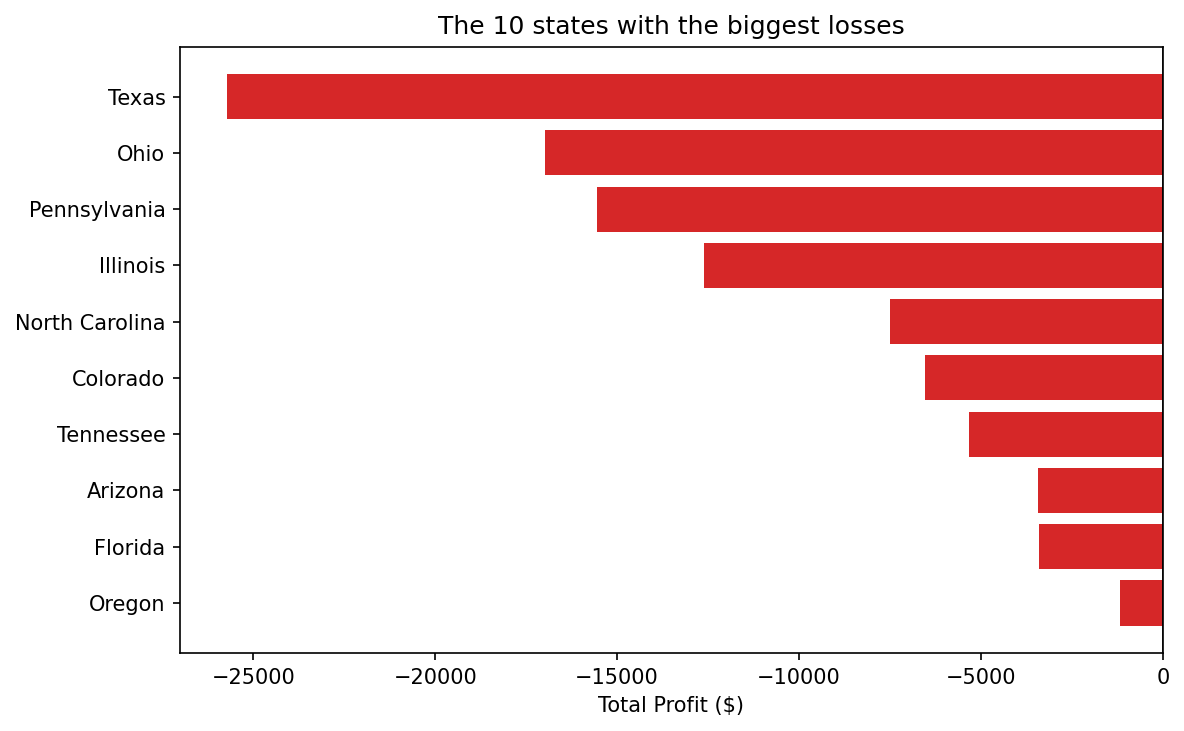 The 10 states with the biggest losses
Texas
Ohio
Pennsylvania
Illinois
North Carolina
Colorado
Tennessee
Arizona
Florida
Oregon
−25000 −20000 −15000 −10000 −5000 0
Total Profit ($)